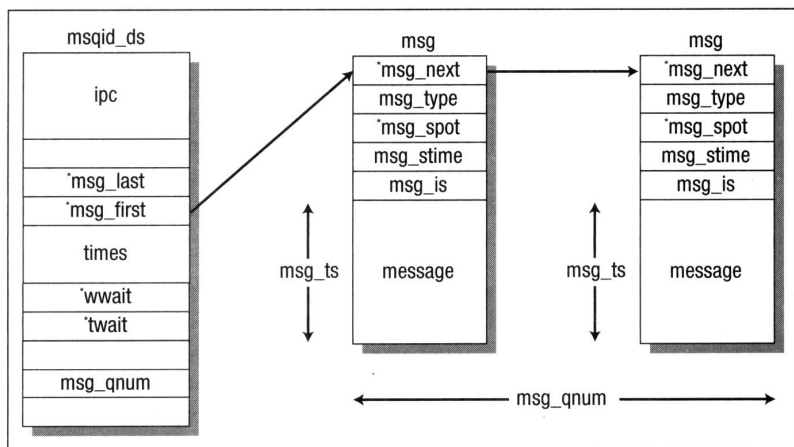 msqid_ds
ipc
*msg_last
*msg_first
times
*wwait
*twait
msg_qnum
msg
*msg_next
msg_type
*msg_spot
msg_stime
msg_is
msg_ts
message
msg
*msg_next
msg_type
*msg_spot
msg_stime
msg_is
msg_ts
message
msg_qnum